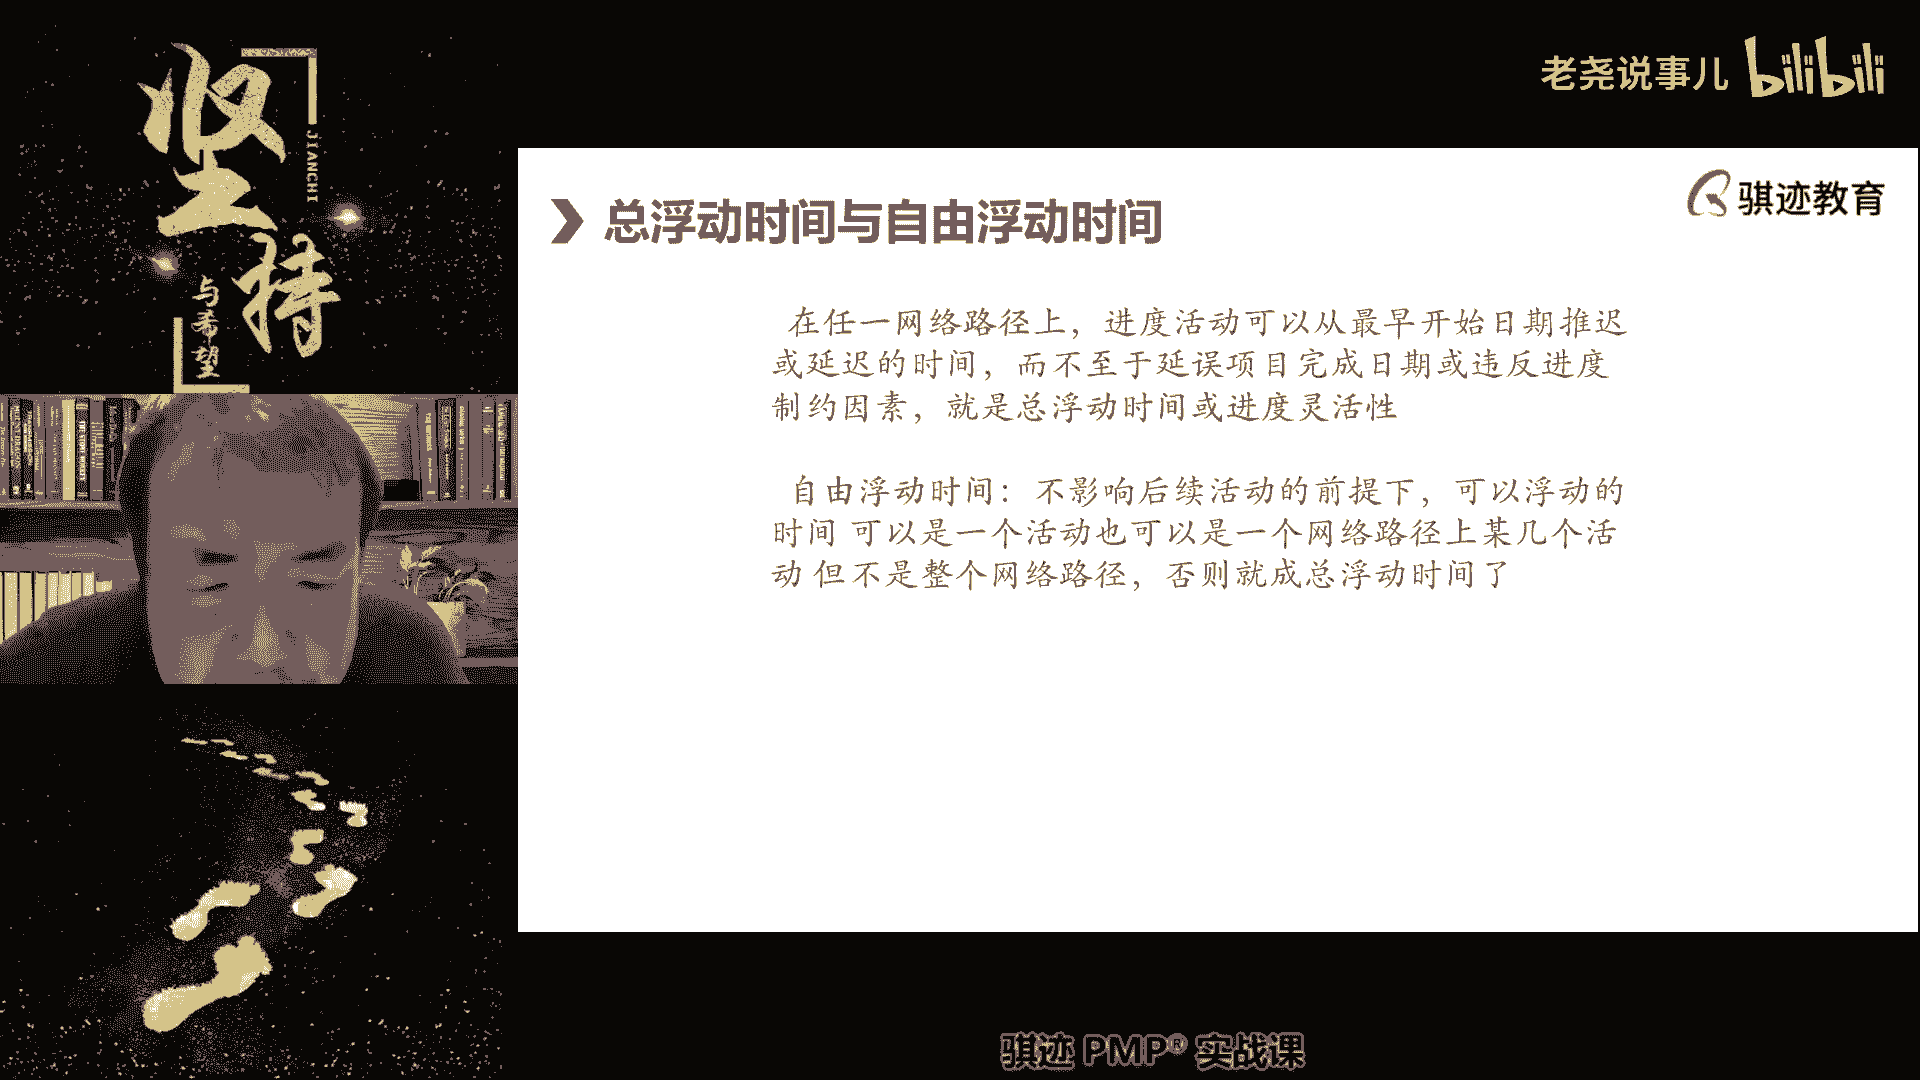 坚持
JIANCHI
与希望
老尧说事儿 bilibili
骐迹教育
总浮动时间与自由浮动时间
在任一网络路径上，进度活动可以从最早开始日期推迟
或延迟的时间，而不至于延误项目完成日期或违反进度
制约因素，就是总浮动时间或进度灵活性
自由浮动时间：不影响后续活动的前提下，可以浮动的
时间 可以是一个活动也可以是一个网络路径上某几个活
动 但不是整个网络路径，否则就成总浮动时间了
骐迹 PMP® 实战课